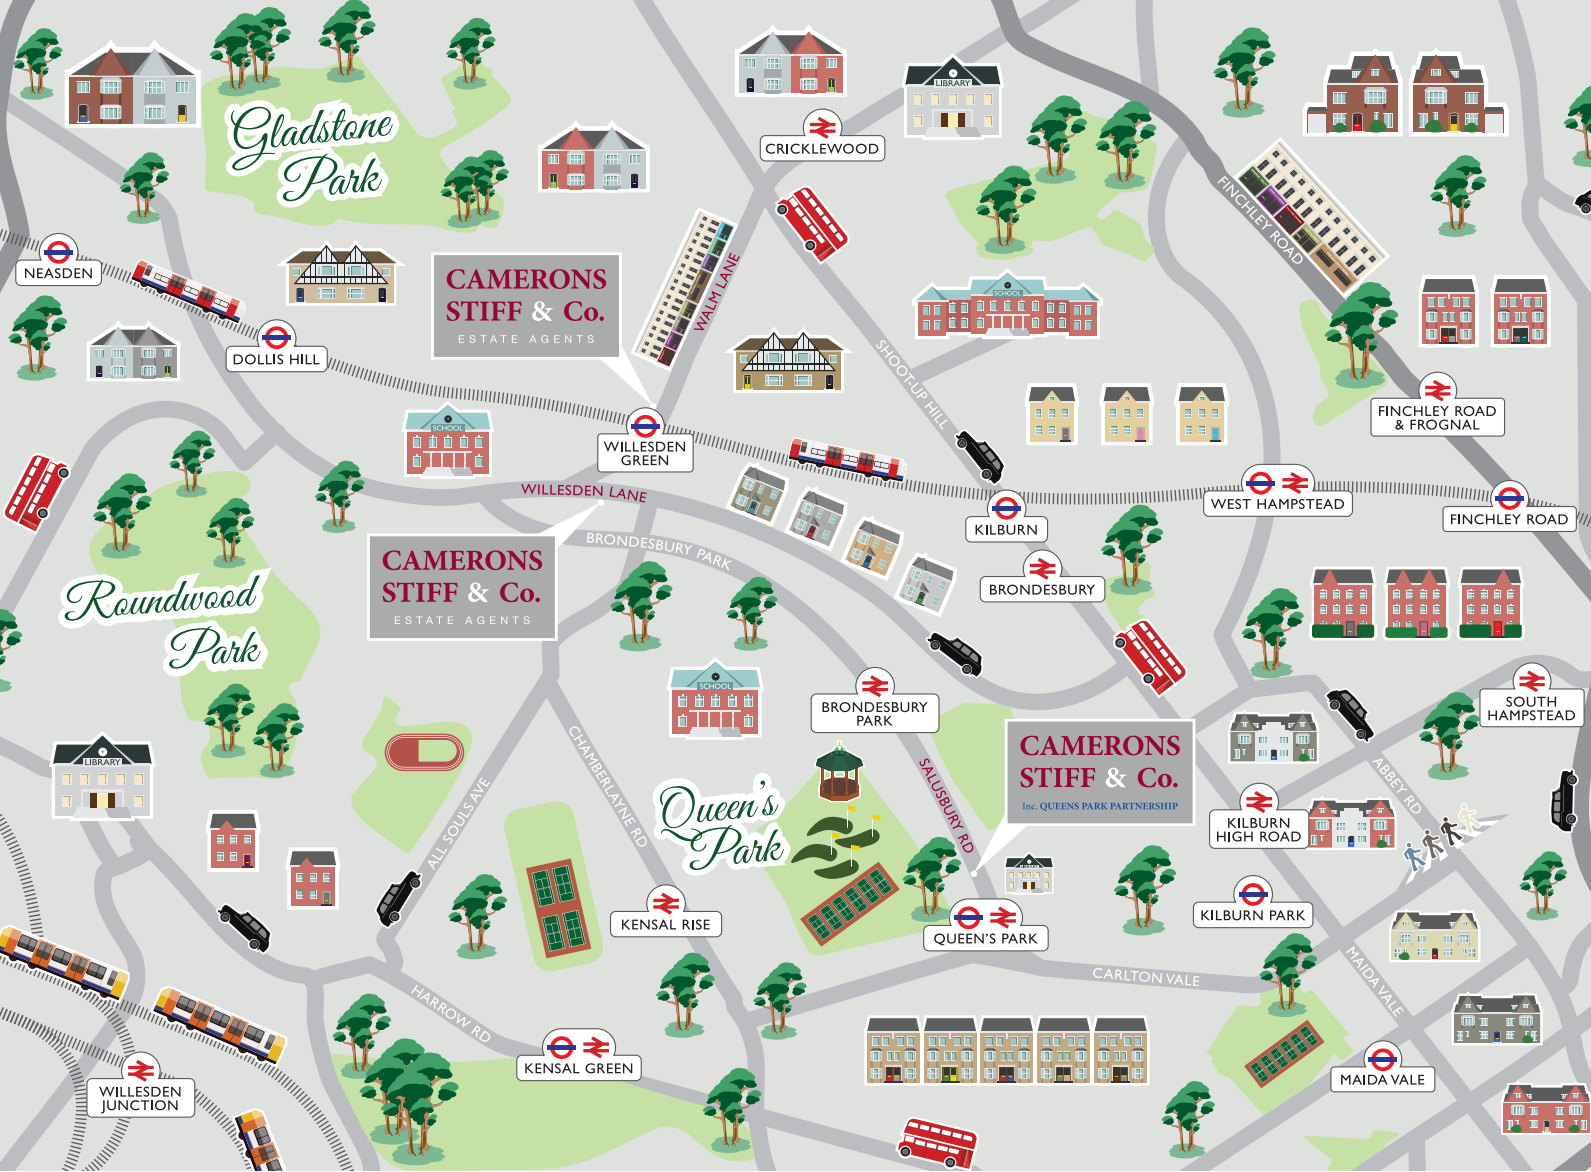 Gladstone
Park
CRICKLEWOOD
LIBRARY
FINCHLEY ROAD
NEASDEN
DOLLIS HILL
CAMERONS
STIFF & Co.
ESTATE AGENTS
WALM LANE
SCHOOL
SHOOT-UP HILL
FINCHLEY ROAD
& FROGNAL
SCHOOL
WILLESDEN
GREEN
WILLESDEN LANE
WEST HAMPSTEAD
FINCHLEY ROAD
KILBURN
BRONDESBURY PARK
CAMERONS
STIFF & Co.
ESTATE AGENTS
BRONDESBURY
Roundwood
Park
SCHOOL
BRONDESBURY
PARK
SOUTH
HAMPSTEAD
CAMERONS
STIFF & Co.
Inc. QUEENS PARK PARTNERSHIP
LIBRARY
CHAMBERLAYNE RD
ALL SOULS AVE
Queen's
Park
SALUSBURY RD
ABBEY RD
KILBURN
HIGH ROAD
KENSAL RISE
QUEEN'S PARK
KILBURN PARK
CARLTON VALE
MAIDA VALE
HARROW RD
KENSAL GREEN
MAIDA VALE
WILLESDEN
JUNCTION